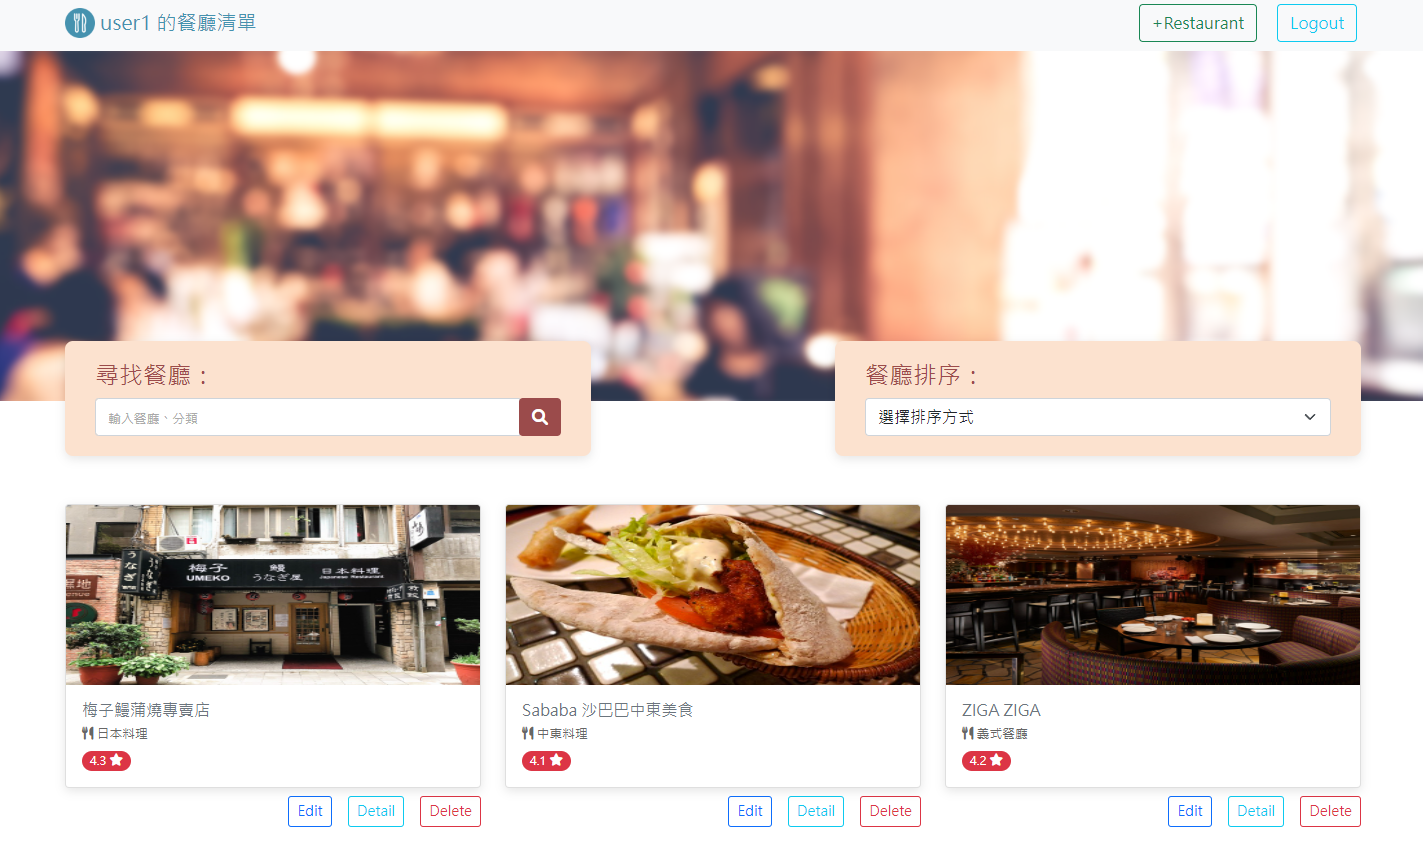 user1 的餐廳清單
+Restaurant
Logout
尋找餐廳：
輸入餐廳、分類
餐廳排序：
選擇排序方式
梅子
UMEKO
鰻
うなぎ屋
日本料理
Japanese Restaurant
うなぎ
梅子鰻蒲燒專賣店
日本料理
4.3
Edit
Detail
Delete
Sababa 沙巴巴中東美食
中東料理
4.1
Edit
Detail
Delete
ZIGA ZIGA
義式餐廳
4.2
Edit
Detail
Delete